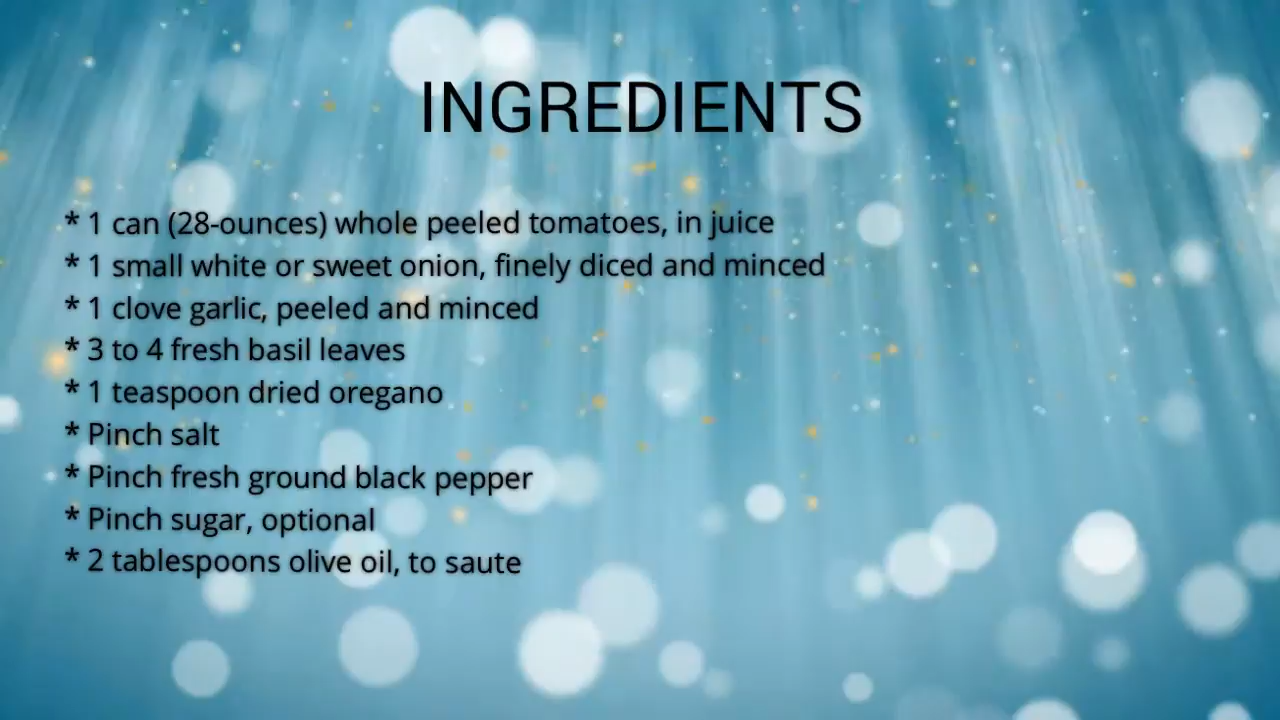 INGREDIENTS
* 1 can (28-ounces) whole peeled tomatoes, in juice
* 1 small white or sweet onion, finely diced and minced
* 1 clove garlic, peeled and minced
* 3 to 4 fresh basil leaves
* 1 teaspoon dried oregano
* Pinch salt
* Pinch fresh ground black pepper
* Pinch sugar, optional
* 2 tablespoons olive oil, to saute